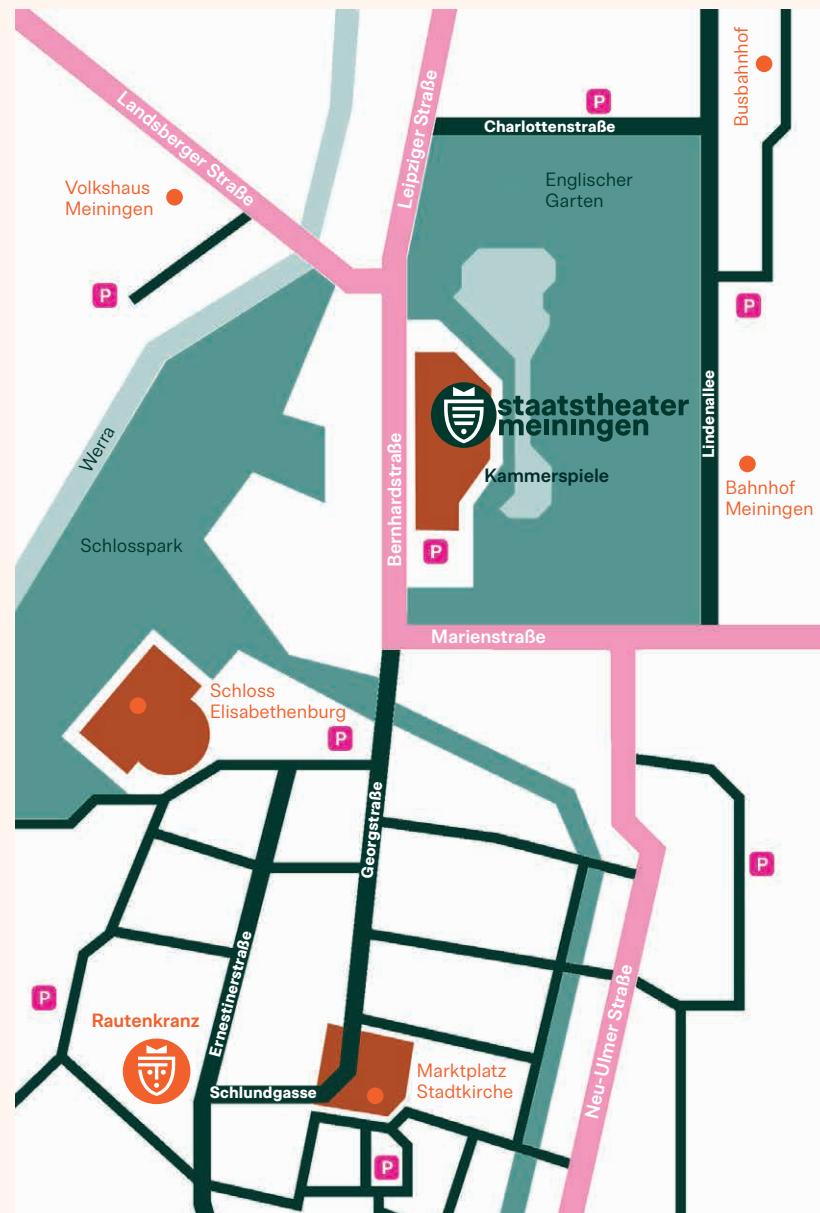 Busbahnhof
P
Charlottenstraße
Landsberger Straße
Leipziger Straße
Englischer
Garten
Volkshaus
Meiningen
P
P
staatstheater
meiningen
Lindenallee
Werra
Bernhardstraße
Kammerspiele
Bahnhof
Meiningen
Schlosspark
P
Marienstraße
Schloss
Elisabethenburg
P
Georgstraße
P
Ernestinerstraße
P
Neu-Ulmer Straße
Rautenkranz
Marktplatz
Stadtkirche
Schlundgasse
P